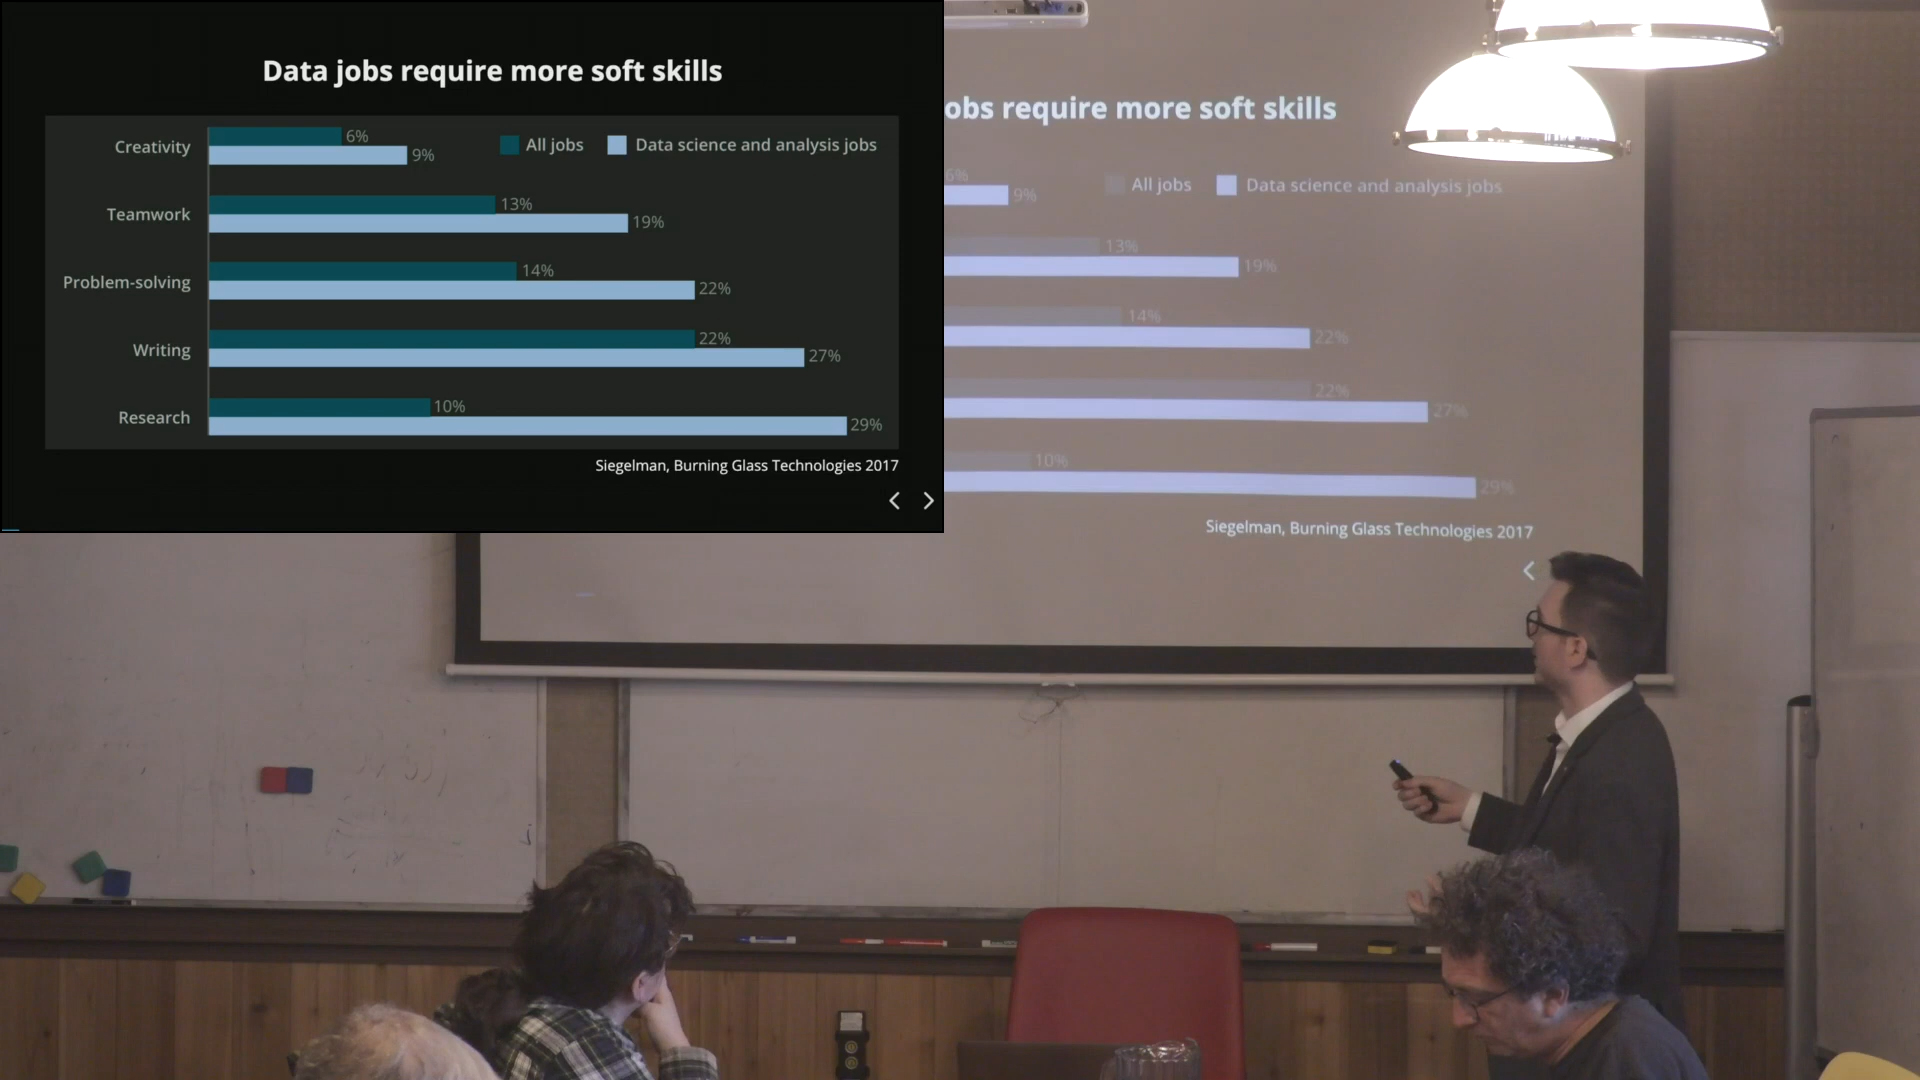 Data jobs require more soft skills
All jobs
Data science and analysis jobs
Creativity
6%
9%
Teamwork
13%
19%
Problem-solving
14%
22%
Writing
22%
27%
Research
10%
29%
Siegelman, Burning Glass Technologies 2017
obs require more soft skills
All jobs
Data science and analysis jobs
6%
9%
13%
19%
14%
22%
22%
27%
10%
29%
Siegelman, Burning Glass Technologies 2017